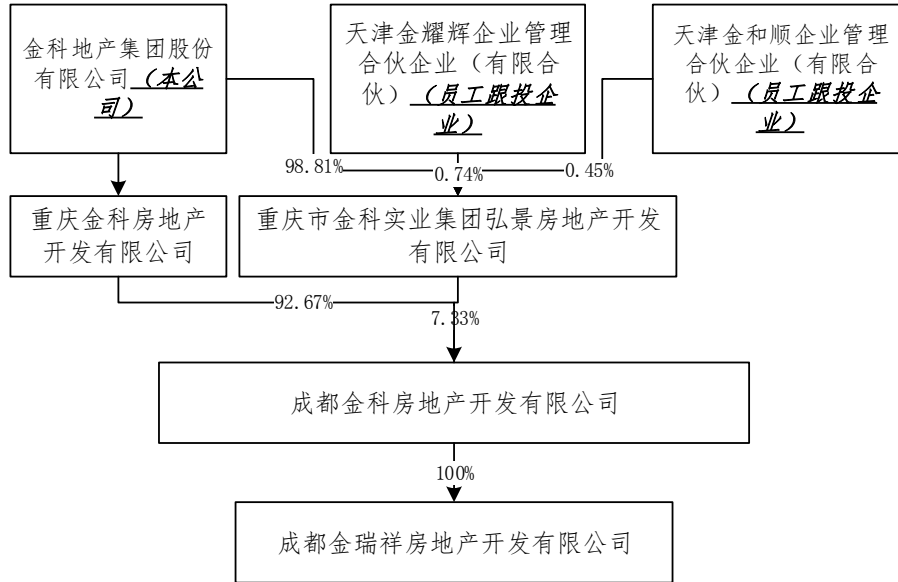 金科地产集团股份
有限公司（本公
司）
天津金耀辉企业管理
合伙企业（有限合
伙）（员工跟投企
业）
天津金和顺企业管理
合伙企业（有限合
伙）（员工跟投企
业）
98.81%
0.74%
0.45%
重庆金科房地产
开发有限公司
重庆市金科实业集团弘景房地产开发
有限公司
92.67%
7.33%
成都金科房地产开发有限公司
100%
成都金瑞祥房地产开发有限公司